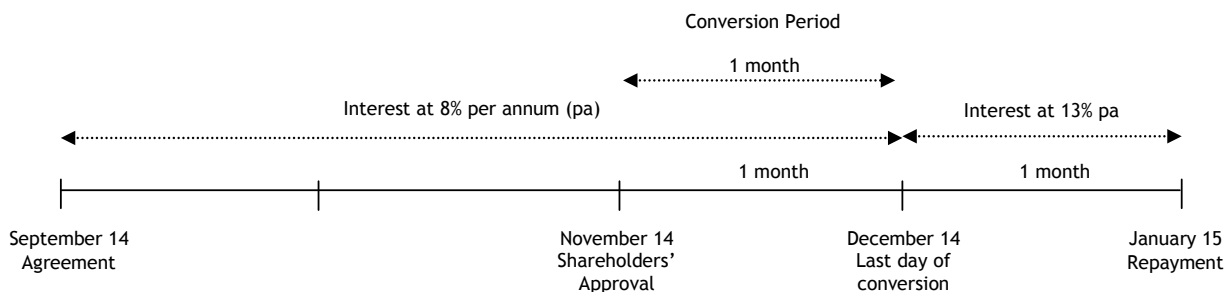 Conversion Period
1 month
Interest at 8% per annum (pa)
Interest at 13% pa
1 month
1 month
September 14
Agreement
November 14
Shareholders’
Approval
December 14
Last day of
conversion
January 15
Repayment